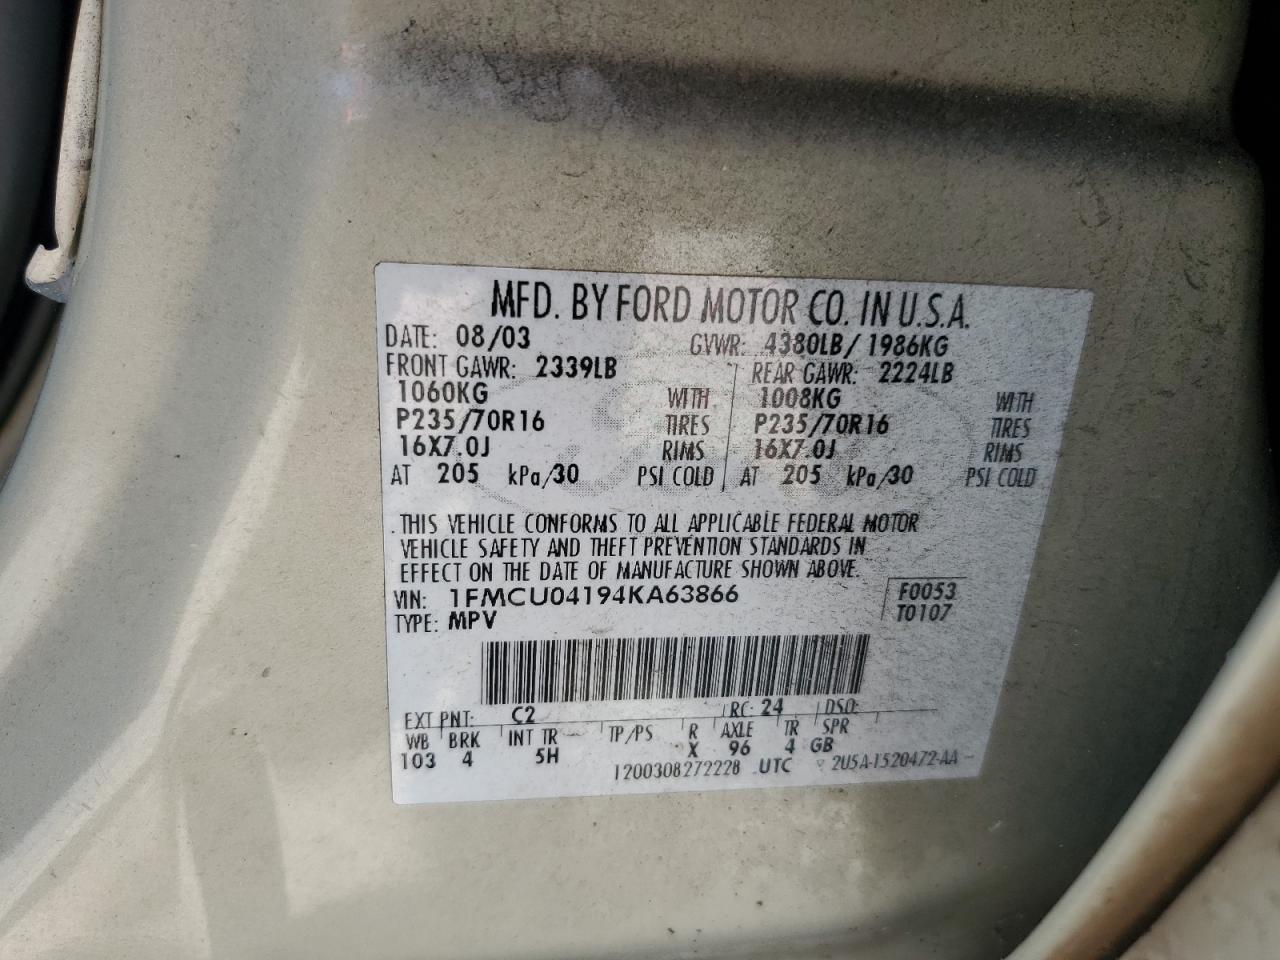 MFD. BY FORD MOTOR CO. IN U.S.A.
DATE: 08/03 GVWR: 4380LB/ 1986KG
FRONT GAWR: 2339LB REAR GAWR: 2224LB
1060KG WITH 1008KG WITH
P235/70R16 TIRES P235/70R16 TIRES
16X7.0J RIMS 16X7.0J RIMS
AT 205 kPa/30 PSI COLD AT 205 kPa/30 PSI COLD
THIS VEHICLE CONFORMS TO ALL APPLICABLE FEDERAL MOTOR
VEHICLE SAFETY AND THEFT PREVENTION STANDARDS IN
EFFECT ON THE DATE OF MANUFACTURE SHOWN ABOVE.
VIN: 1FMCU04194KA63866 F0053
TYPE: MPV T0107
EXT PNT: C2 RC: 24 DSO:
WB BRK INT TR TP/PS R AXLE TR SPR
103 4 5H X 96 4 GB
1200308272228 UTC 2U5A-1520472-AA